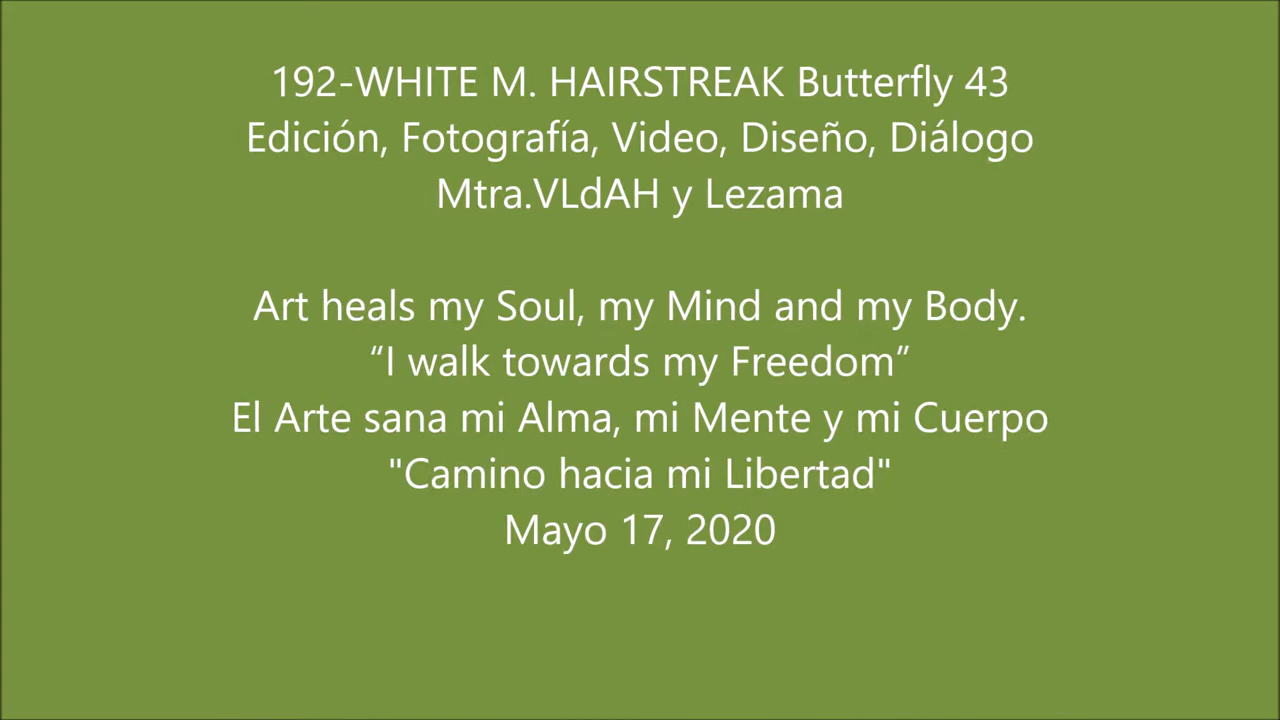 192-WHITE M. HAIRSTREAK Butterfly 43
Edición, Fotografía, Video, Diseño, Diálogo
Mtra.VLdAH y Lezama
Art heals my Soul, my Mind and my Body.
“I walk towards my Freedom”
El Arte sana mi Alma, mi Mente y mi Cuerpo
"Camino hacia mi Libertad"
Mayo 17, 2020